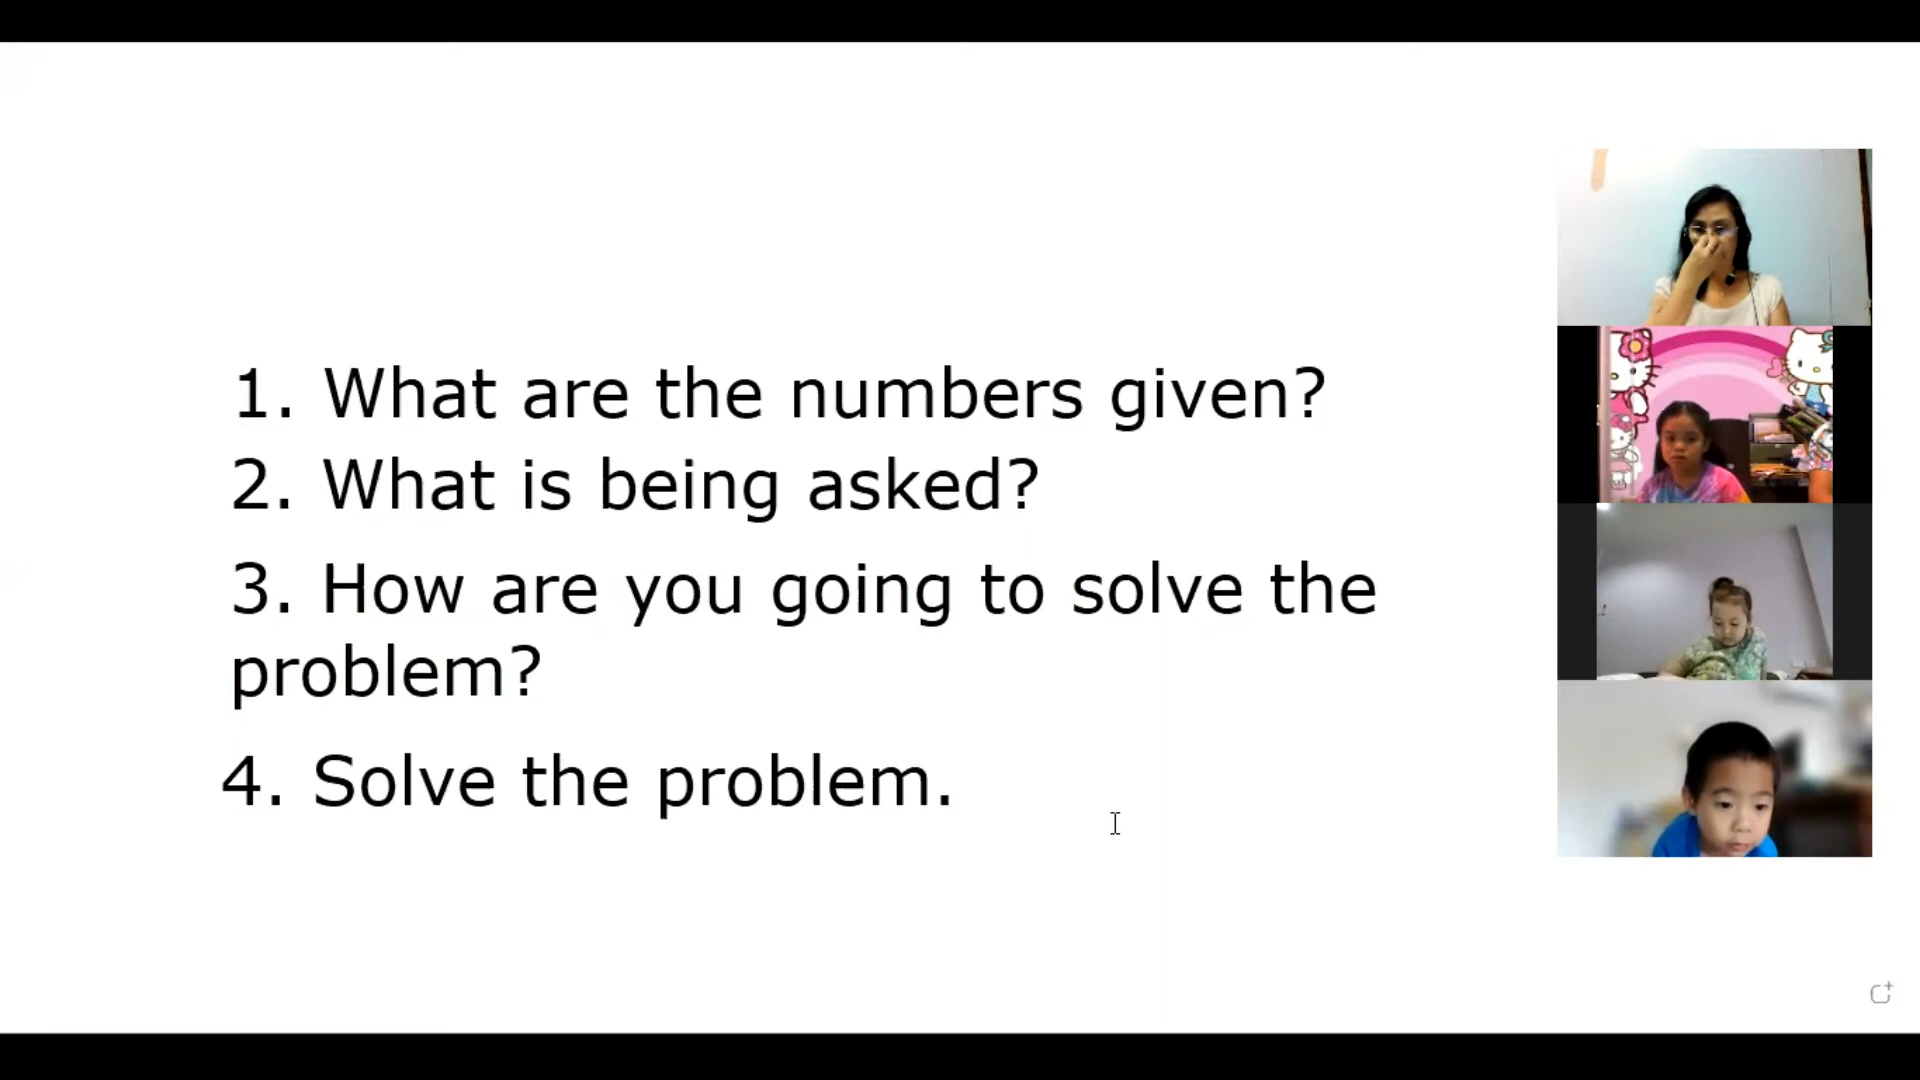 1. What are the numbers given?
2. What is being asked?
3. How are you going to solve the
problem?
4. Solve the problem.